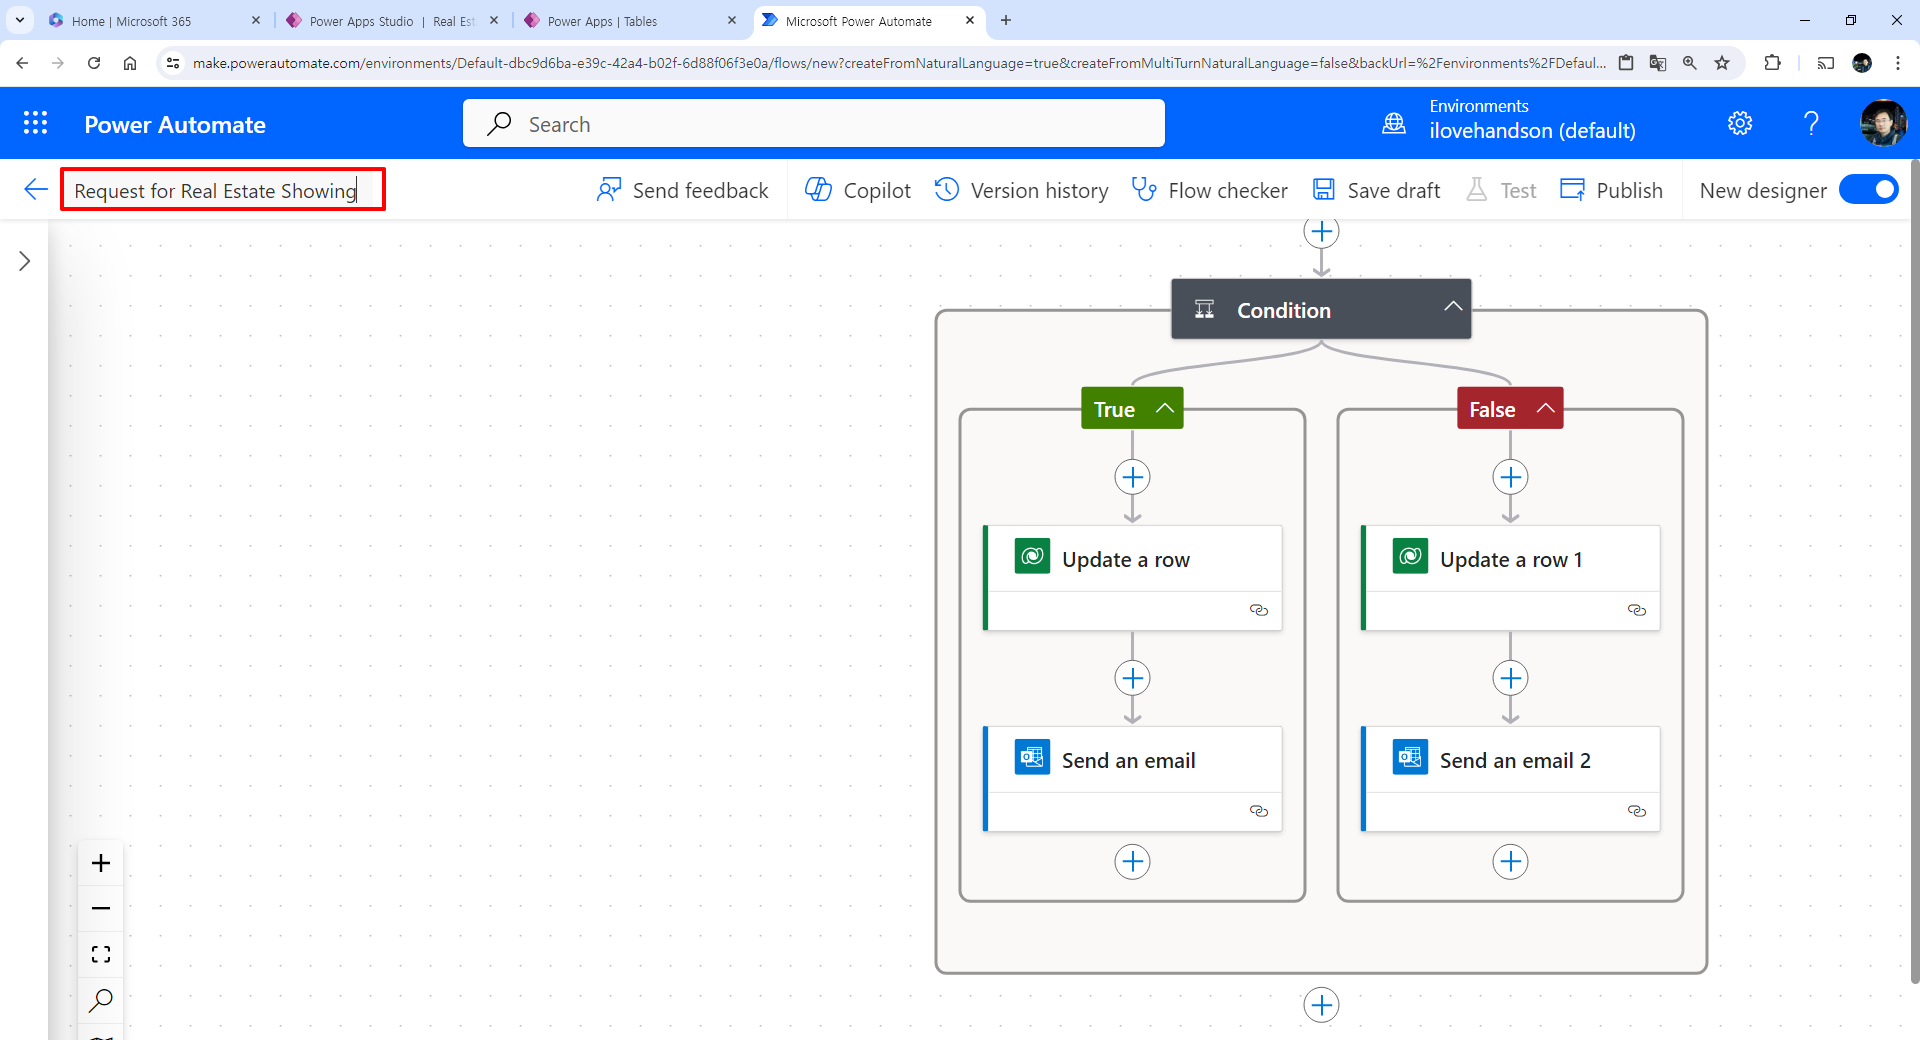 Home | Microsoft 365
Power Apps Studio | Real Est
Power Apps | Tables
Microsoft Power Automate
make.powerautomate.com/environments/Default-dbc9d6ba-e39c-42a4-b02f-6d88f06f3e0a/flows/new?createFromNaturalLanguage=true&createFromMultiTurnNaturalLanguage=false&backUrl=%2Fenvironments%2FDefaul...
Power Automate
Search
Environments
ilovehandson (default)
Request for Real Estate Showing
Send feedback
Copilot
Version history
Flow checker
Save draft
Test
Publish
New designer
Condition
True
False
Update a row
Update a row 1
Send an email
Send an email 2